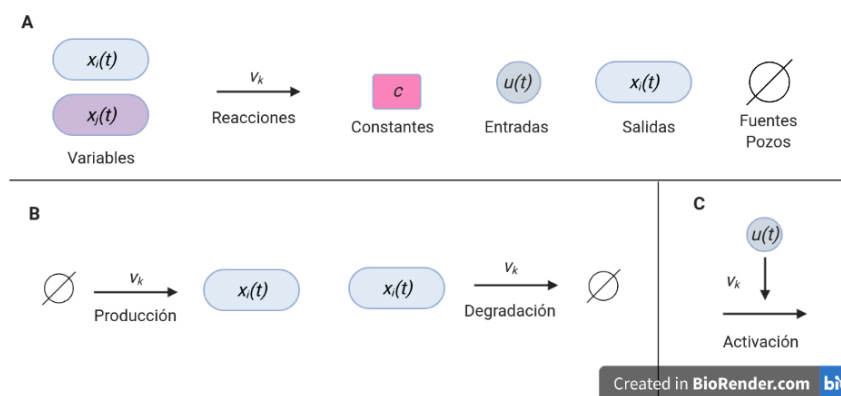 A
xᵢ(t)
xⱼ(t)
Variables
vₖ
Reacciones
c
Constantes
u(t)
Entradas
xᵢ(t)
Salidas
Fuentes
Pozos
B
vₖ
Producción
xᵢ(t)
xᵢ(t)
vₖ
Degradación
C
u(t)
vₖ
Activación
Created in BioRender.com